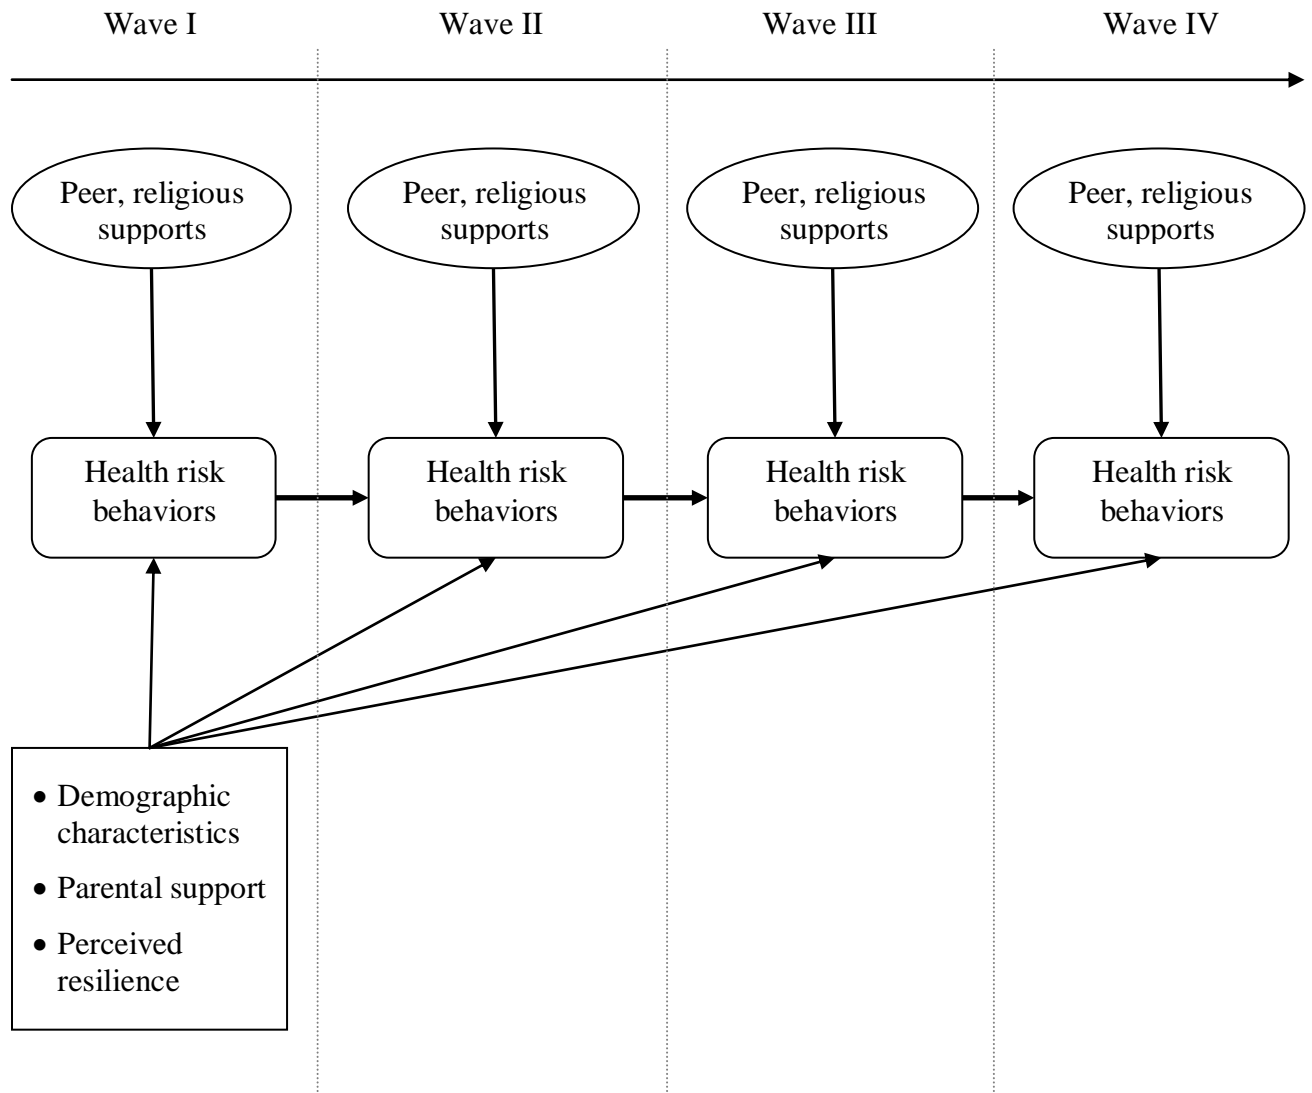 Wave I
Wave II
Wave III
Wave IV
Peer, religious
supports
Peer, religious
supports
Peer, religious
supports
Peer, religious
supports
Health risk
behaviors
Health risk
behaviors
Health risk
behaviors
Health risk
behaviors
• Demographic
characteristics
• Parental support
• Perceived
resilience